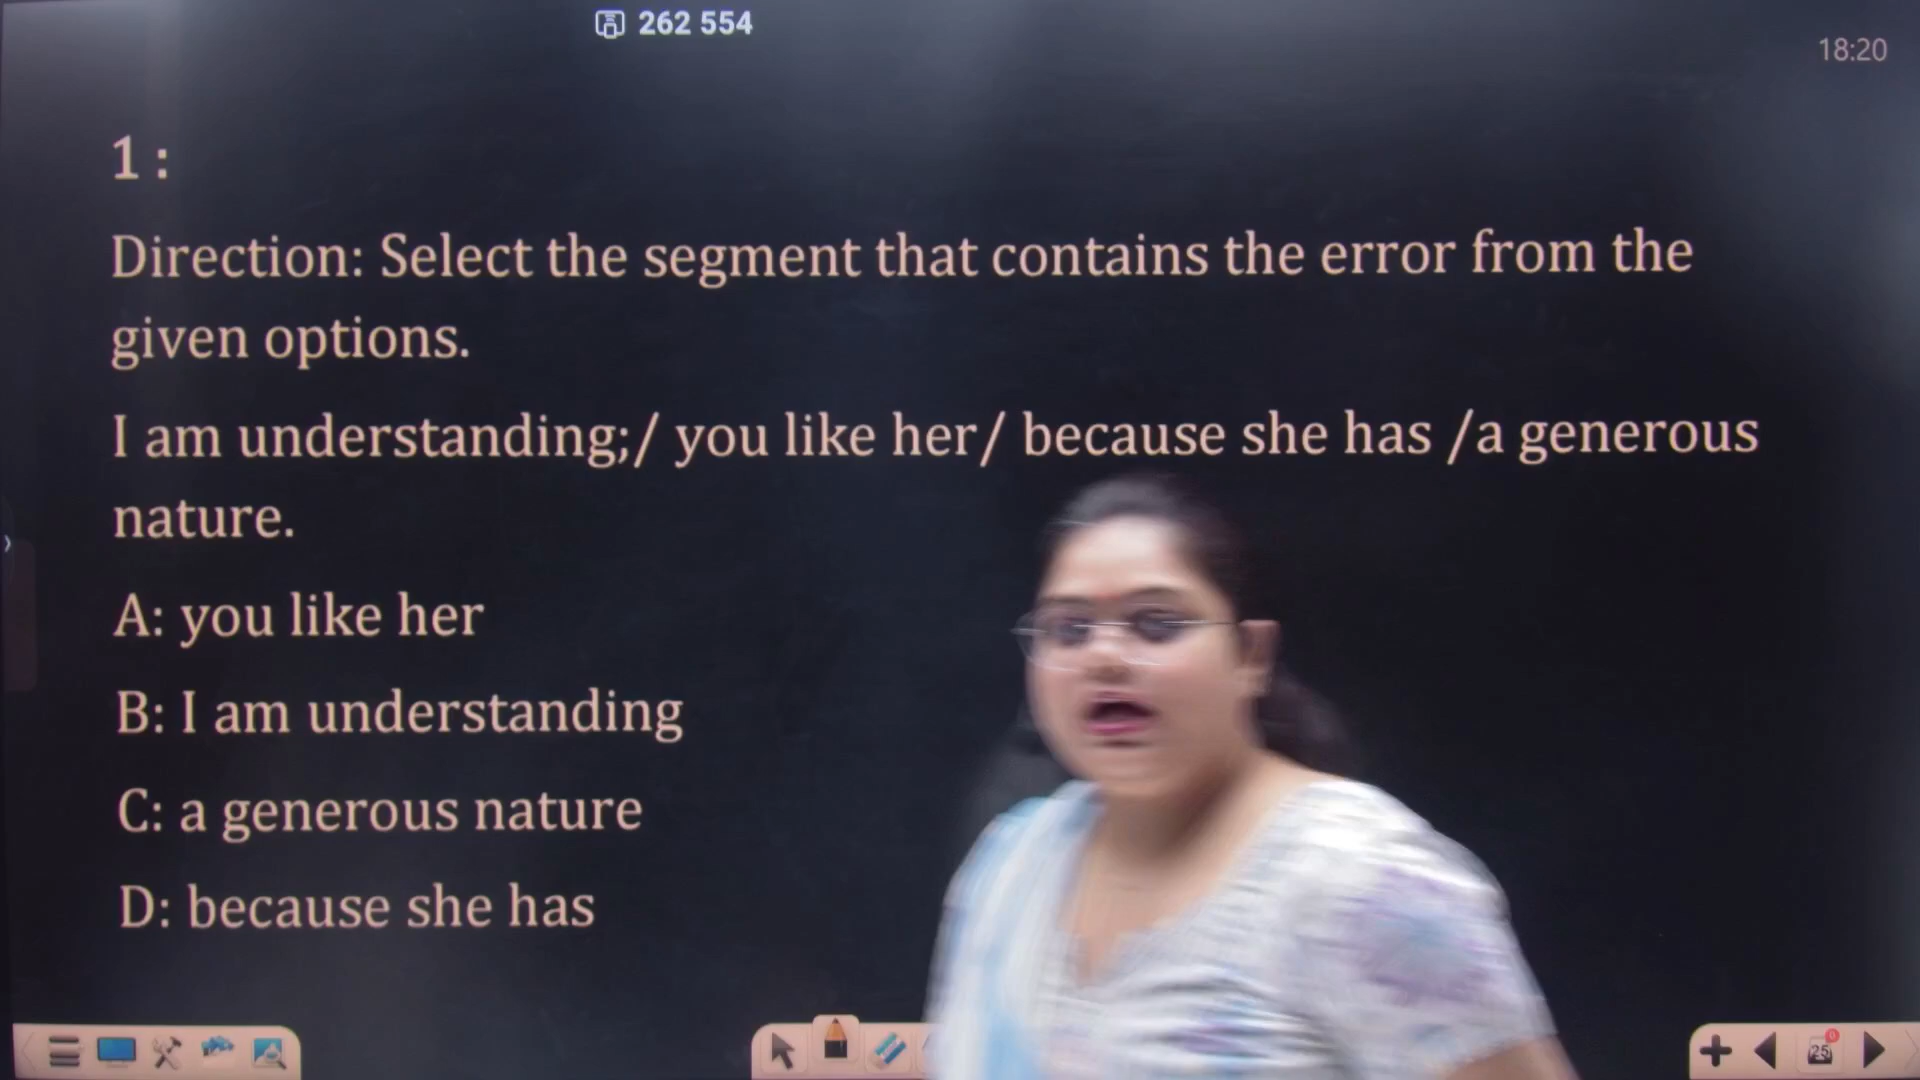 262 554
18:20
1 :
Direction: Select the segment that contains the error from the
given options.
I am understanding;/ you like her/ because she has /a generous
nature.
A: you like her
B: I am understanding
C: a generous nature
D: because she has
25